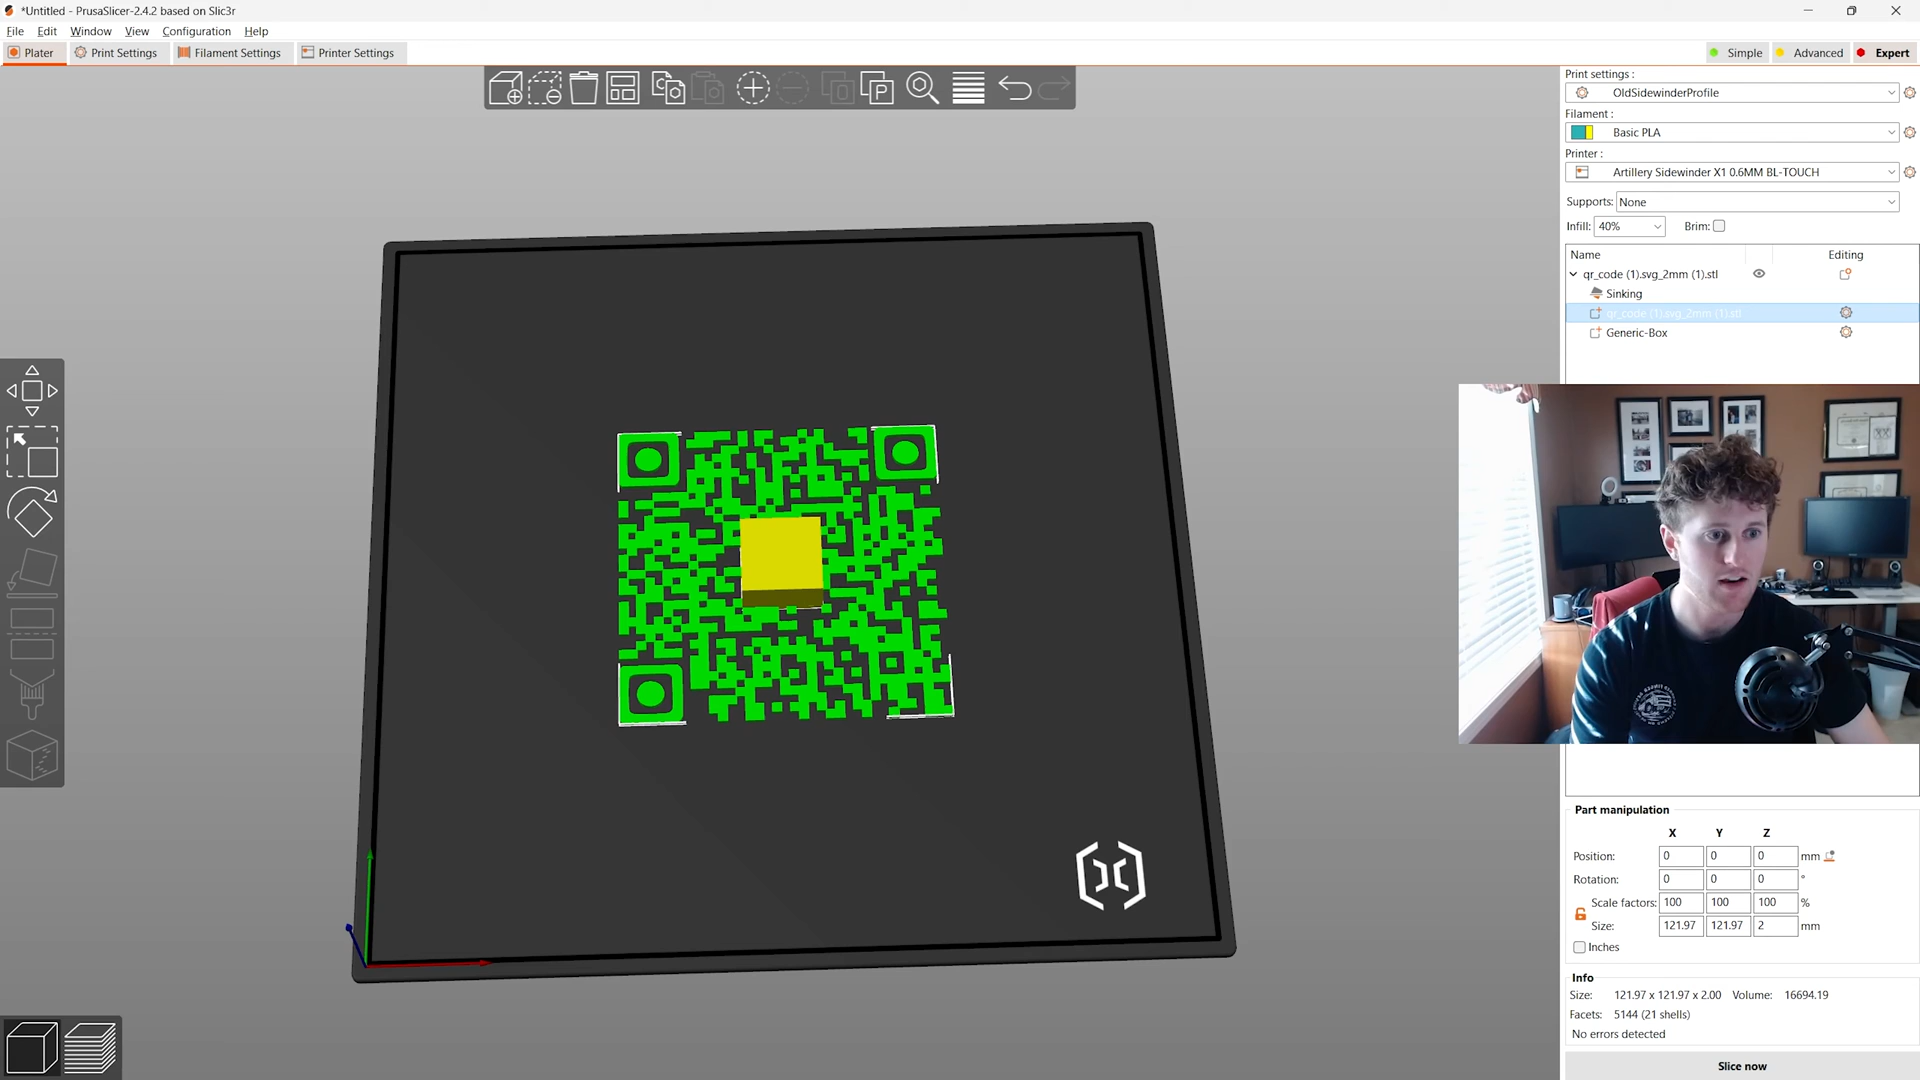 *Untitled - PrusaSlicer-2.4.2 based on Slic3r
File Edit Window View Configuration Help
Plater Print Settings Filament Settings Printer Settings
Simple Advanced Expert
Print settings :
OldSidewinderProfile
Filament :
Basic PLA
Printer :
Artillery Sidewinder X1 0.6MM BL-TOUCH
Supports: None
Infill: 40% Brim:
Name Editing
qr_code (1).svg_2mm (1).stl
Sinking
qr_code (1).svg_2mm (1).stl
Generic-Box
Part manipulation
X Y Z
Position: 0 0 0 mm
Rotation: 0 0 0 °
Scale factors: 100 100 100 %
Size: 121.97 121.97 2 mm
Inches
Info
Size: 121.97 x 121.97 x 2.00 Volume: 16694.19
Facets: 5144 (21 shells)
No errors detected
Slice now